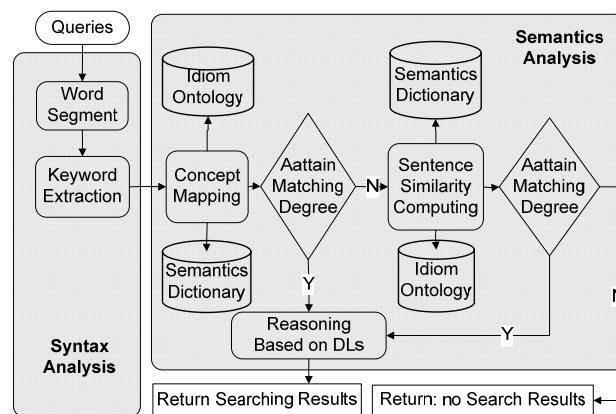 Queries
Word
Segment
Keyword
Extraction
Syntax
Analysis
Semantics
Analysis
Idiom
Ontology
Concept
Mapping
Semantics
Dictionary
Aattain
Matching
Degree
N
Y
Semantics
Dictionary
Sentence
Similarity
Computing
Idiom
Ontology
Aattain
Matching
Degree
Y
N
Reasoning
Based on DLs
Return Searching Results
Return: no Search Results